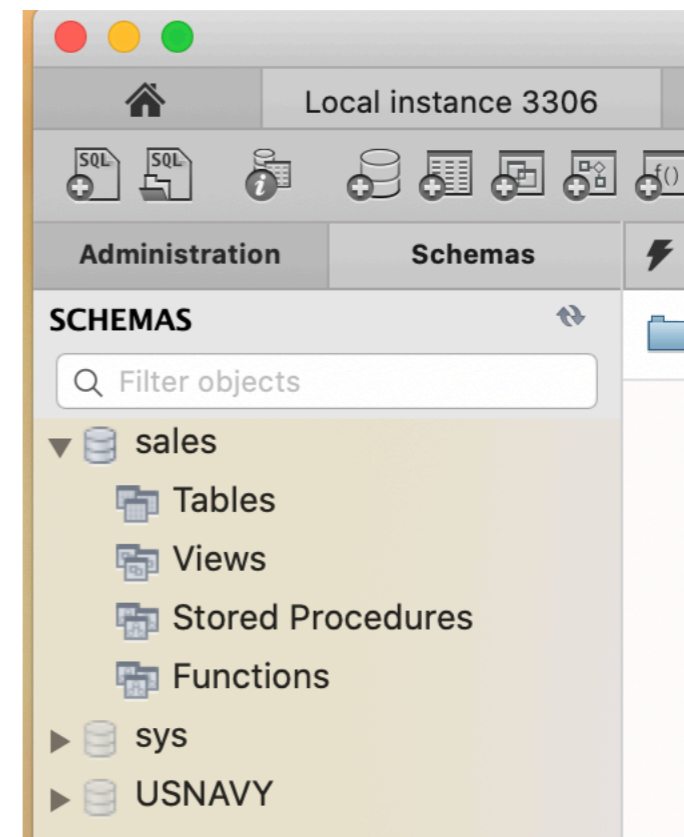 Local instance 3306
SQL SQL i f()
Administration Schemas
SCHEMAS
Filter objects
sales
Tables
Views
Stored Procedures
Functions
sys
USNAVY